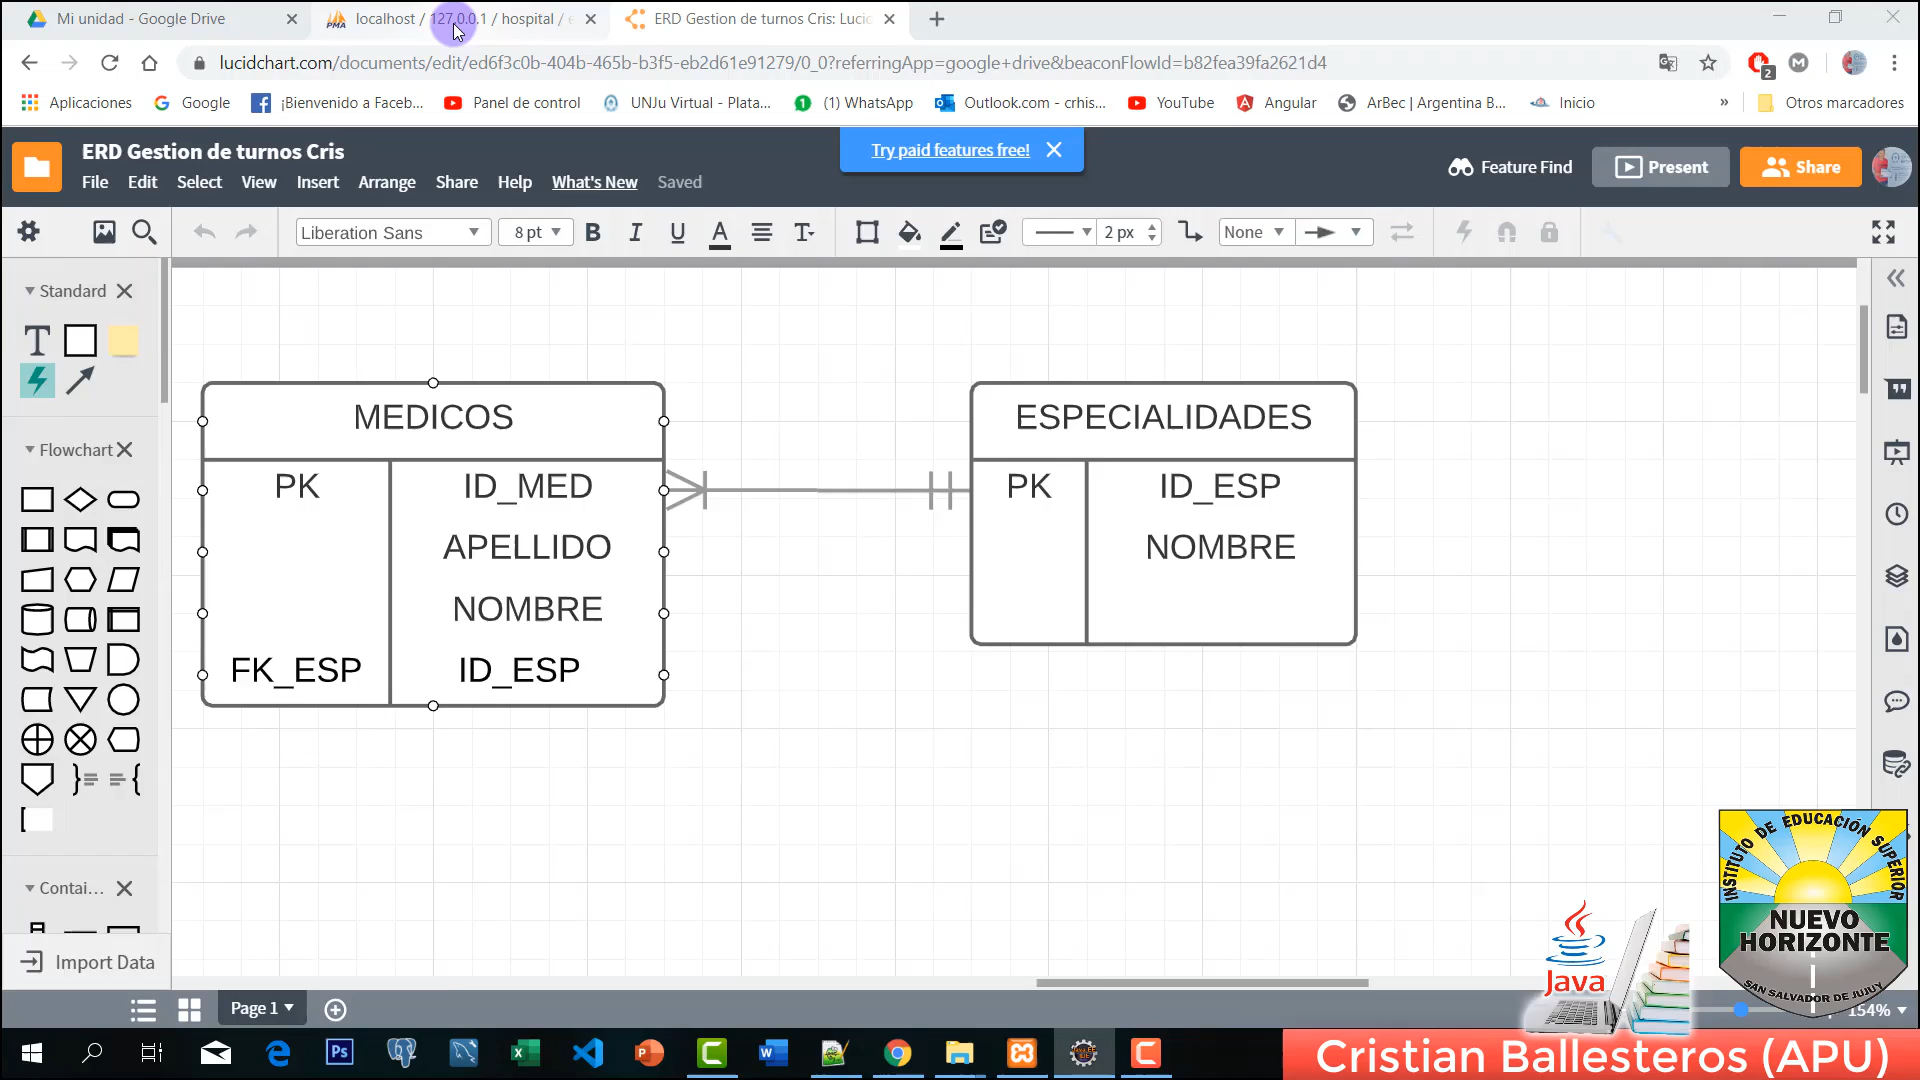 Mi unidad - Google Drive
localhost / 127.0.0.1 / hospital / e
ERD Gestion de turnos Cris: Lucid
lucidchart.com/documents/edit/ed6f3c0b-404b-465b-b3f5-eb2d61e91279/0_0?referringApp=google+drive&beaconFlowId=b82fea39fa2621d4
2
M
Aplicaciones
Google
¡Bienvenido a Faceb...
Panel de control
UNJu Virtual - Plata...
(1) WhatsApp
Outlook.com - crhis...
YouTube
Angular
ArBec | Argentina B...
Inicio
»
Otros marcadores
ERD Gestion de turnos Cris
Try paid features free!
File Edit Select View Insert Arrange Share Help What's New Saved
Feature Find
Present
Share
Liberation Sans
8 pt
B I U A T
2 px
None
Standard
T
Flowchart
Contai...
Import Data
MEDICOS
PK ID_MED
APELLIDO
NOMBRE
FK_ESP ID_ESP
ESPECIALIDADES
PK ID_ESP
NOMBRE
INSTITUTO DE EDUCACIÓN SUPERIOR
NUEVO
HORIZONTE
SAN SALVADOR DE JUJUY
Java
Page 1
154%
Cristian Ballesteros (APU)